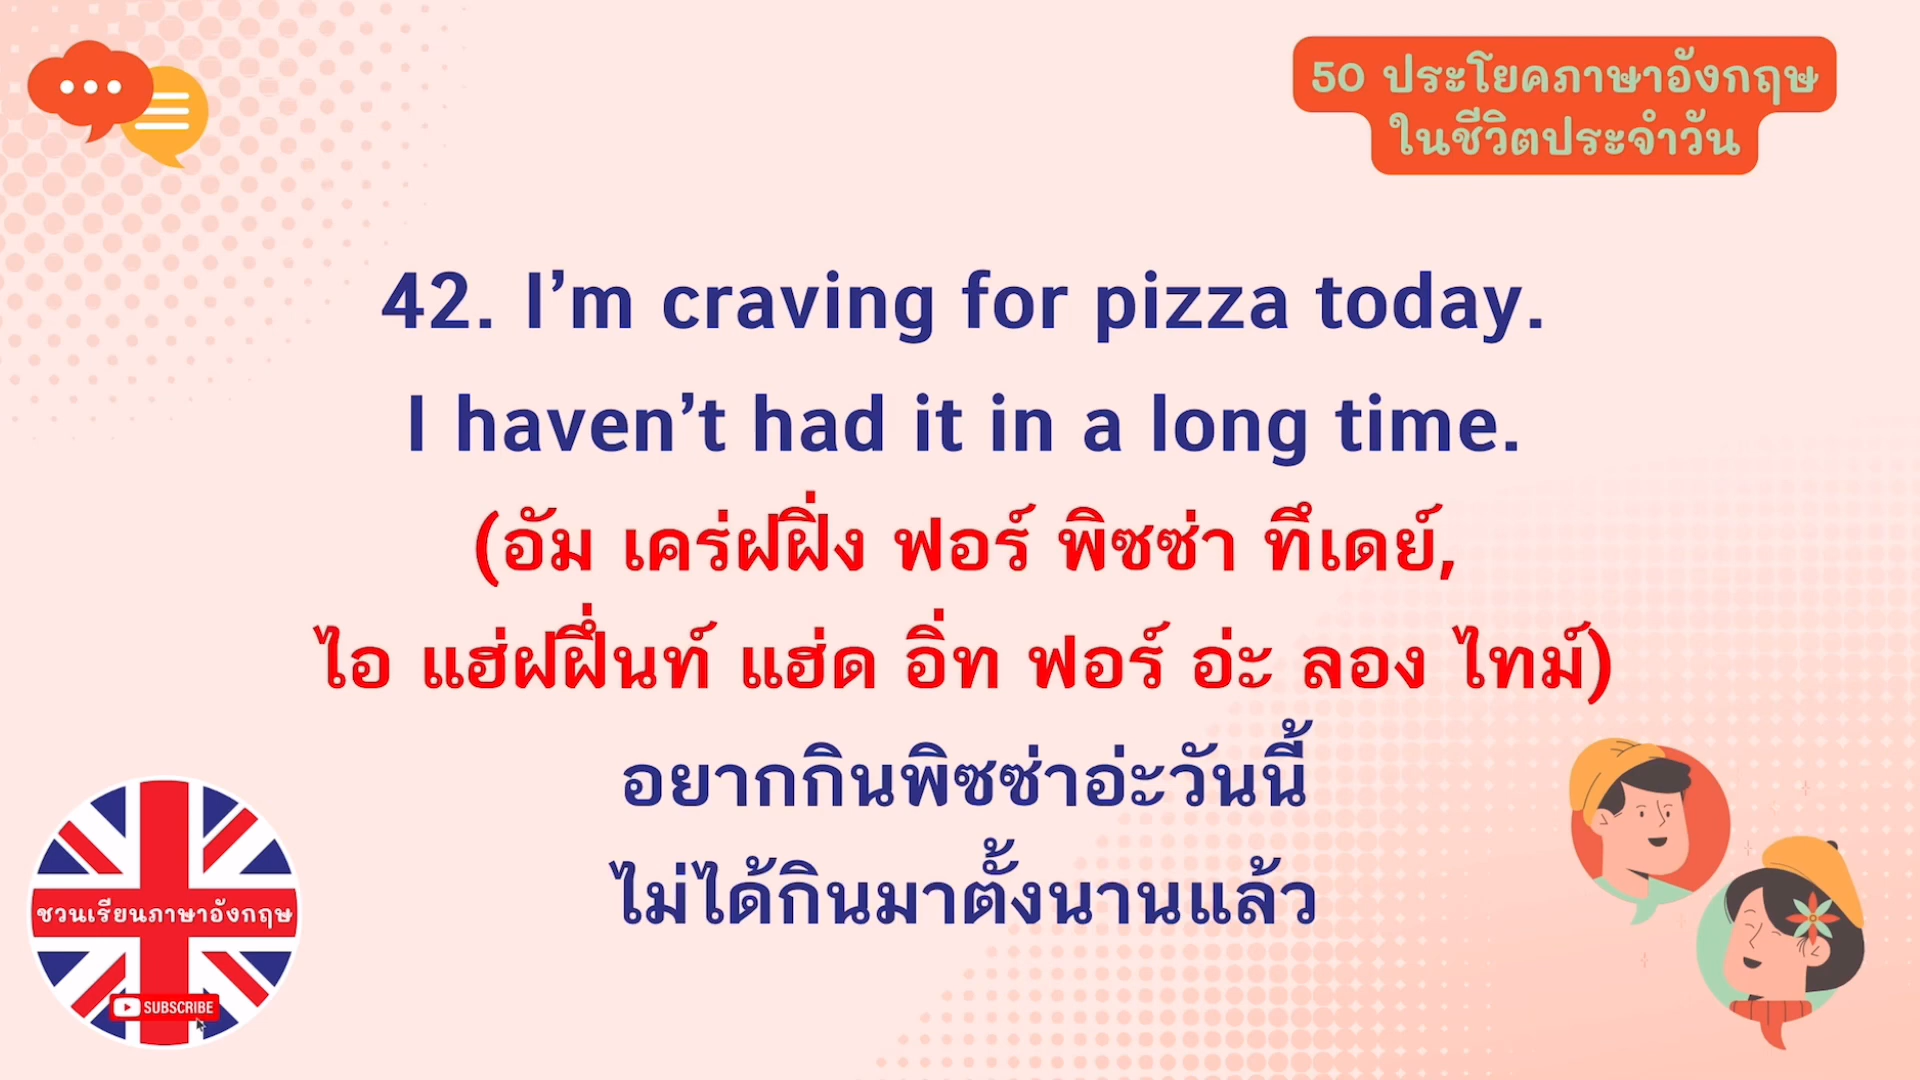 50 ประโยคภาษาอังกฤษ
ในชีวิตประจำวัน
42. I’m craving for pizza today.
I haven’t had it in a long time.
(อัม เคร่ฝฝิ่ง ฟอร์ พิซซ่า ทึเดย์,
ไอ แฮ่ฝฝึ่นท์ แฮ่ด อิ่ท ฟอร์ อ่ะ ลอง ไทม์)
อยากกินพิซซ่าอ่ะวันนี้
ไม่ได้กินมาตั้งนานแล้ว
ชวนเรียนภาษาอังกฤษ
SUBSCRIBE